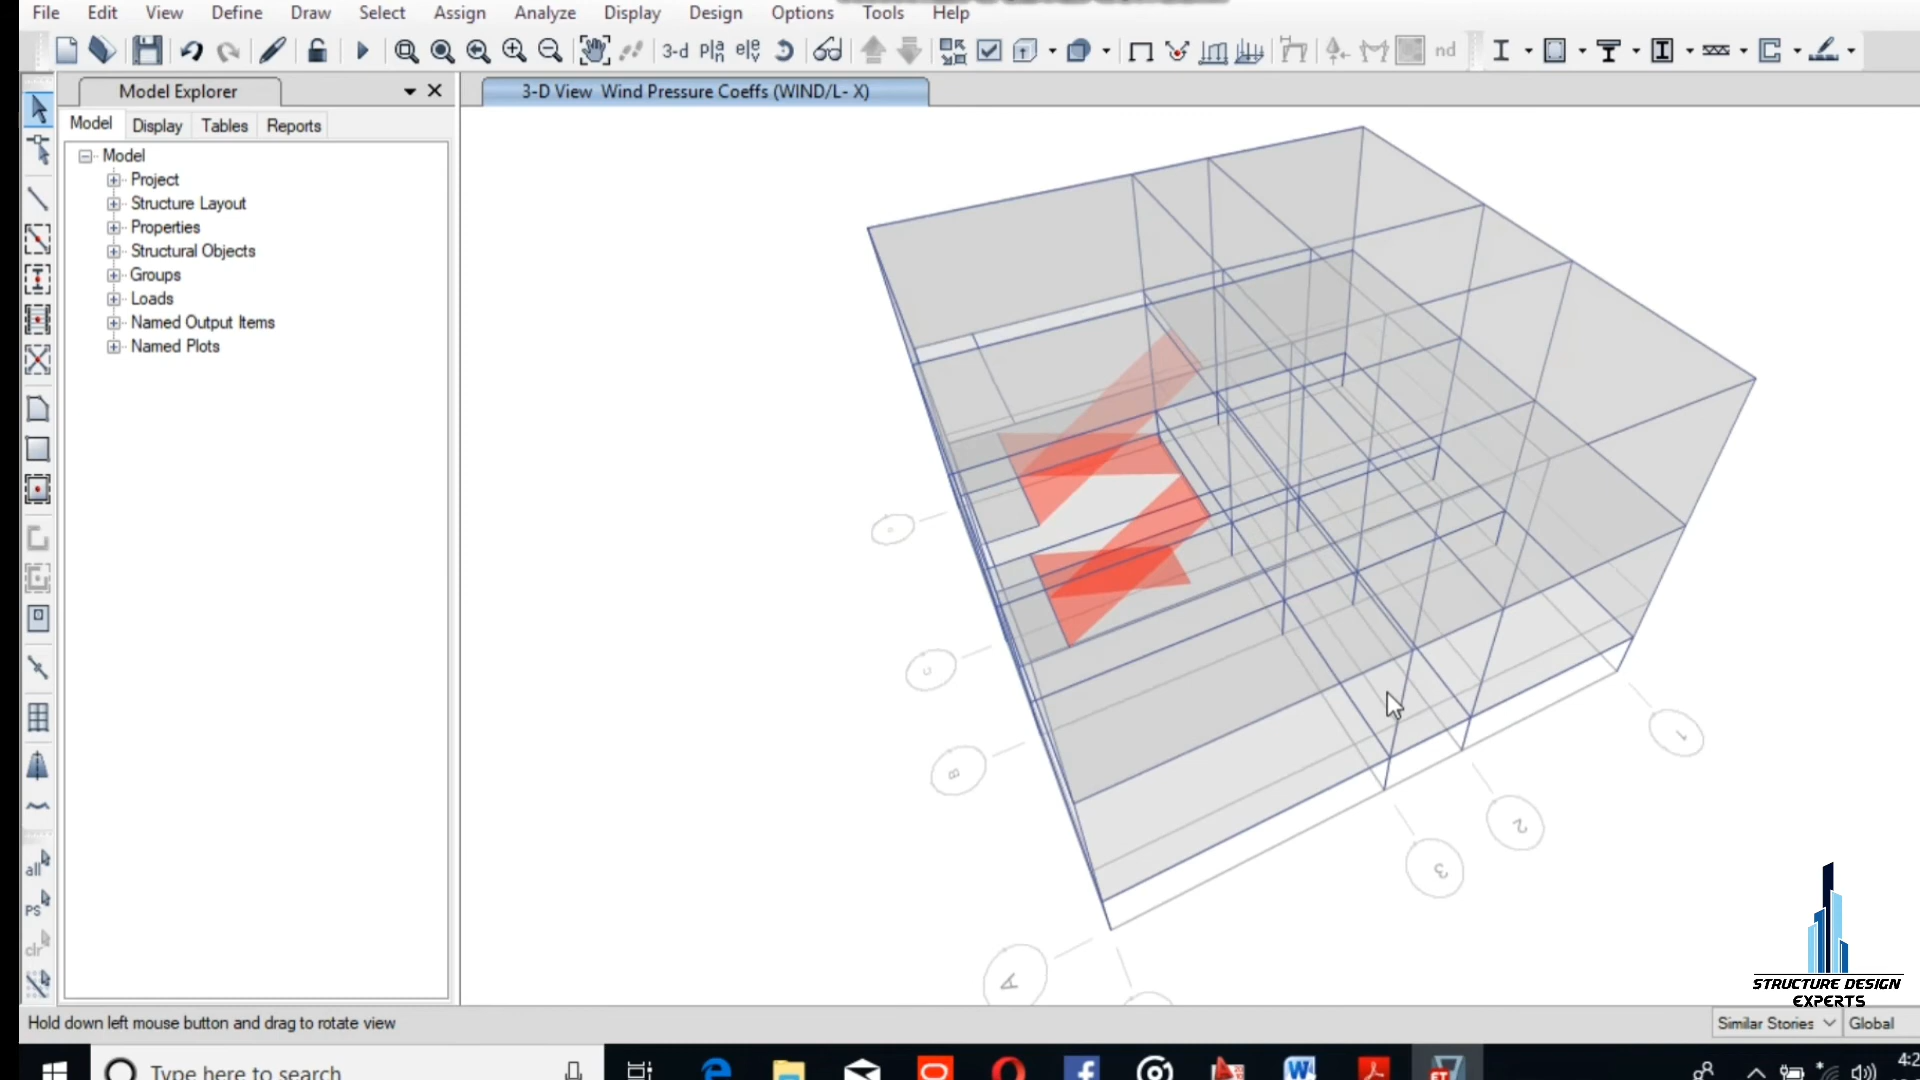 File Edit View Define Draw Select Assign Analyze Display Design Options Tools Help
3-d
nd
Model Explorer
3-D View Wind Pressure Coeffs (WIND/L- X)
Model Display Tables Reports
Model
Project
Structure Layout
Properties
Structural Objects
Groups
Loads
Named Output Items
Named Plots
all
PS
clr
C
B
A
1
2
3
STRUCTURE DESIGN
EXPERTS
Hold down left mouse button and drag to rotate view
Similar Stories
Global
Type here to search